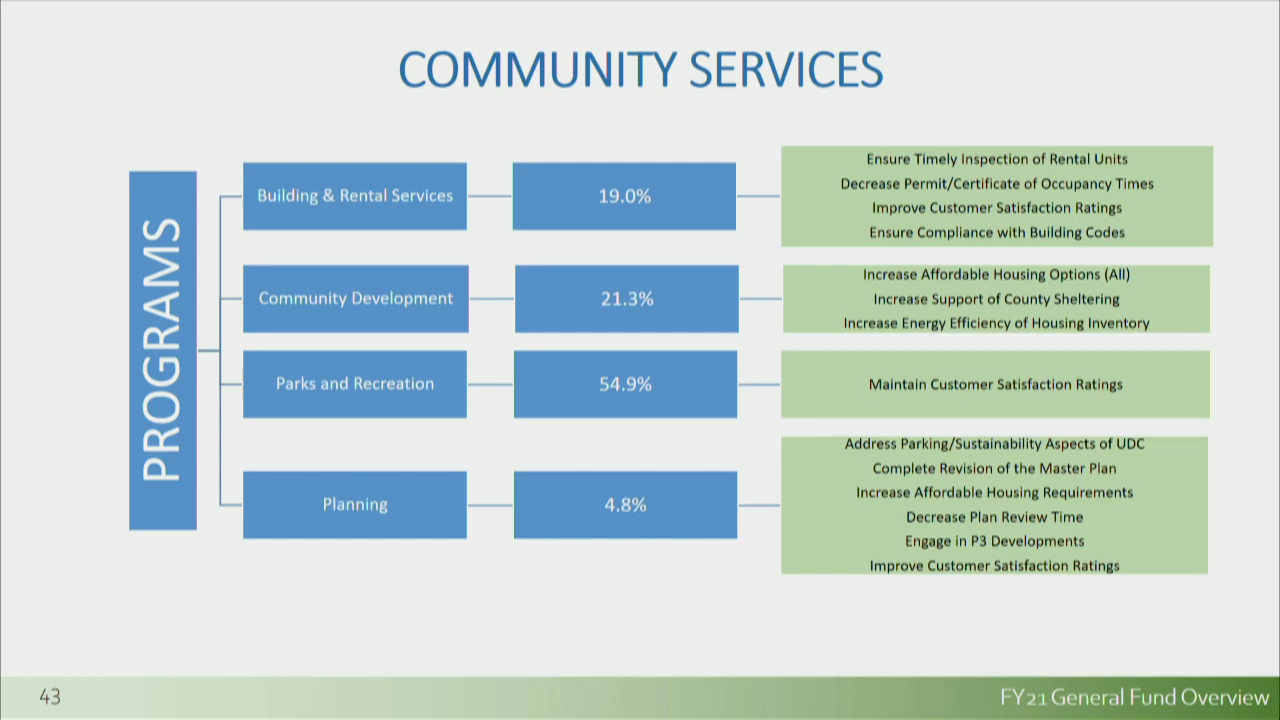 COMMUNITY SERVICES
PROGRAMS
Building & Rental Services
19.0%
Ensure Timely Inspection of Rental Units
Decrease Permit/Certificate of Occupancy Times
Improve Customer Satisfaction Ratings
Ensure Compliance with Building Codes
Community Development
21.3%
Increase Affordable Housing Options (All)
Increase Support of County Sheltering
Increase Energy Efficiency of Housing Inventory
Parks and Recreation
54.9%
Maintain Customer Satisfaction Ratings
Planning
4.8%
Address Parking/Sustainability Aspects of UDC
Complete Revision of the Master Plan
Increase Affordable Housing Requirements
Decrease Plan Review Time
Engage in P3 Developments
Improve Customer Satisfaction Ratings
43
FY21 General Fund Overview